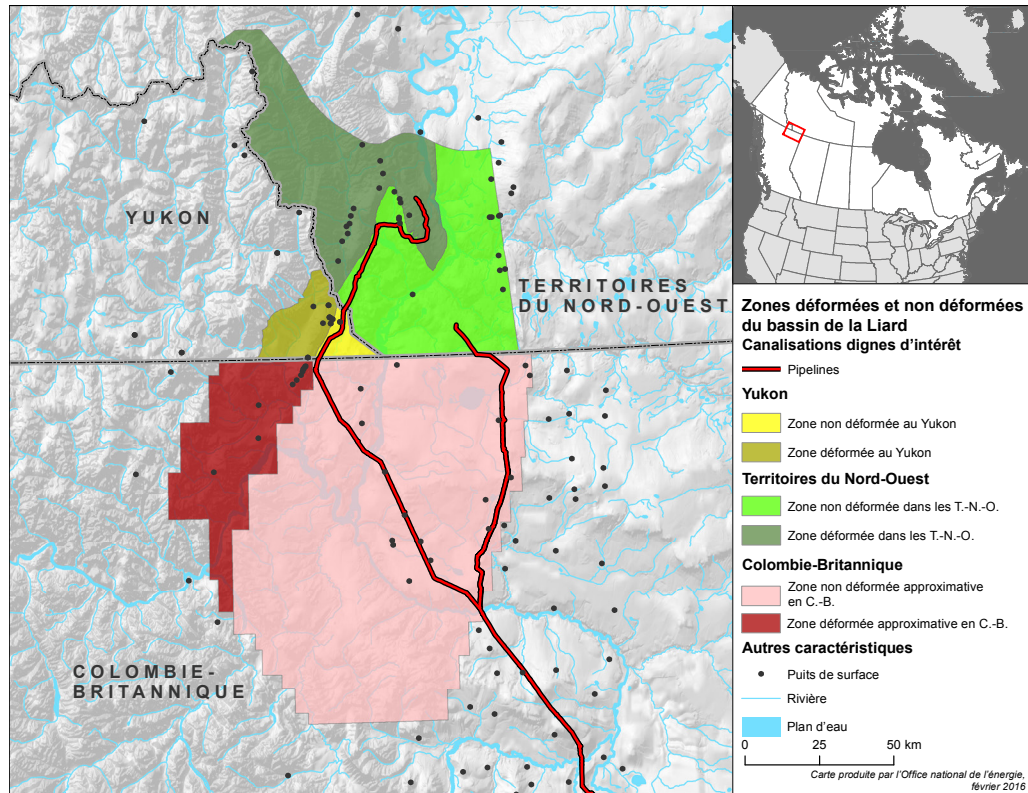 YUKON
TERRITOIRES
DU NORD-OUEST
COLOMBIE-
BRITANNIQUE
Zones déformées et non déformées
du bassin de la Liard
Canalisations dignes d'intérêt
Pipelines
Yukon
Zone non déformée au Yukon
Zone déformée au Yukon
Territoires du Nord-Ouest
Zone non déformée dans les T.-N.-O.
Zone déformée dans les T.-N.-O.
Colombie-Britannique
Zone non déformée approximative
en C.-B.
Zone déformée approximative en C.-B.
Autres caractéristiques
Puits de surface
Rivière
Plan d'eau
0 25 50 km
Carte produite par l'Office national de l'énergie,
février 2016